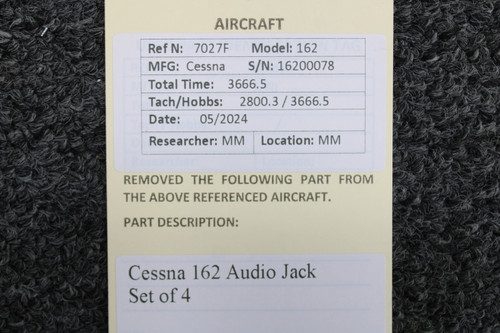 AIRCRAFT
Ref N: 7027F Model: 162
MFG: Cessna S/N: 16200078
Total Time: 3666.5
Tach/Hobbs: 2800.3 / 3666.5
Date: 05/2024
Researcher: MM Location: MM
REMOVED THE FOLLOWING PART FROM
THE ABOVE REFERENCED AIRCRAFT.
PART DESCRIPTION:
Cessna 162 Audio Jack
Set of 4